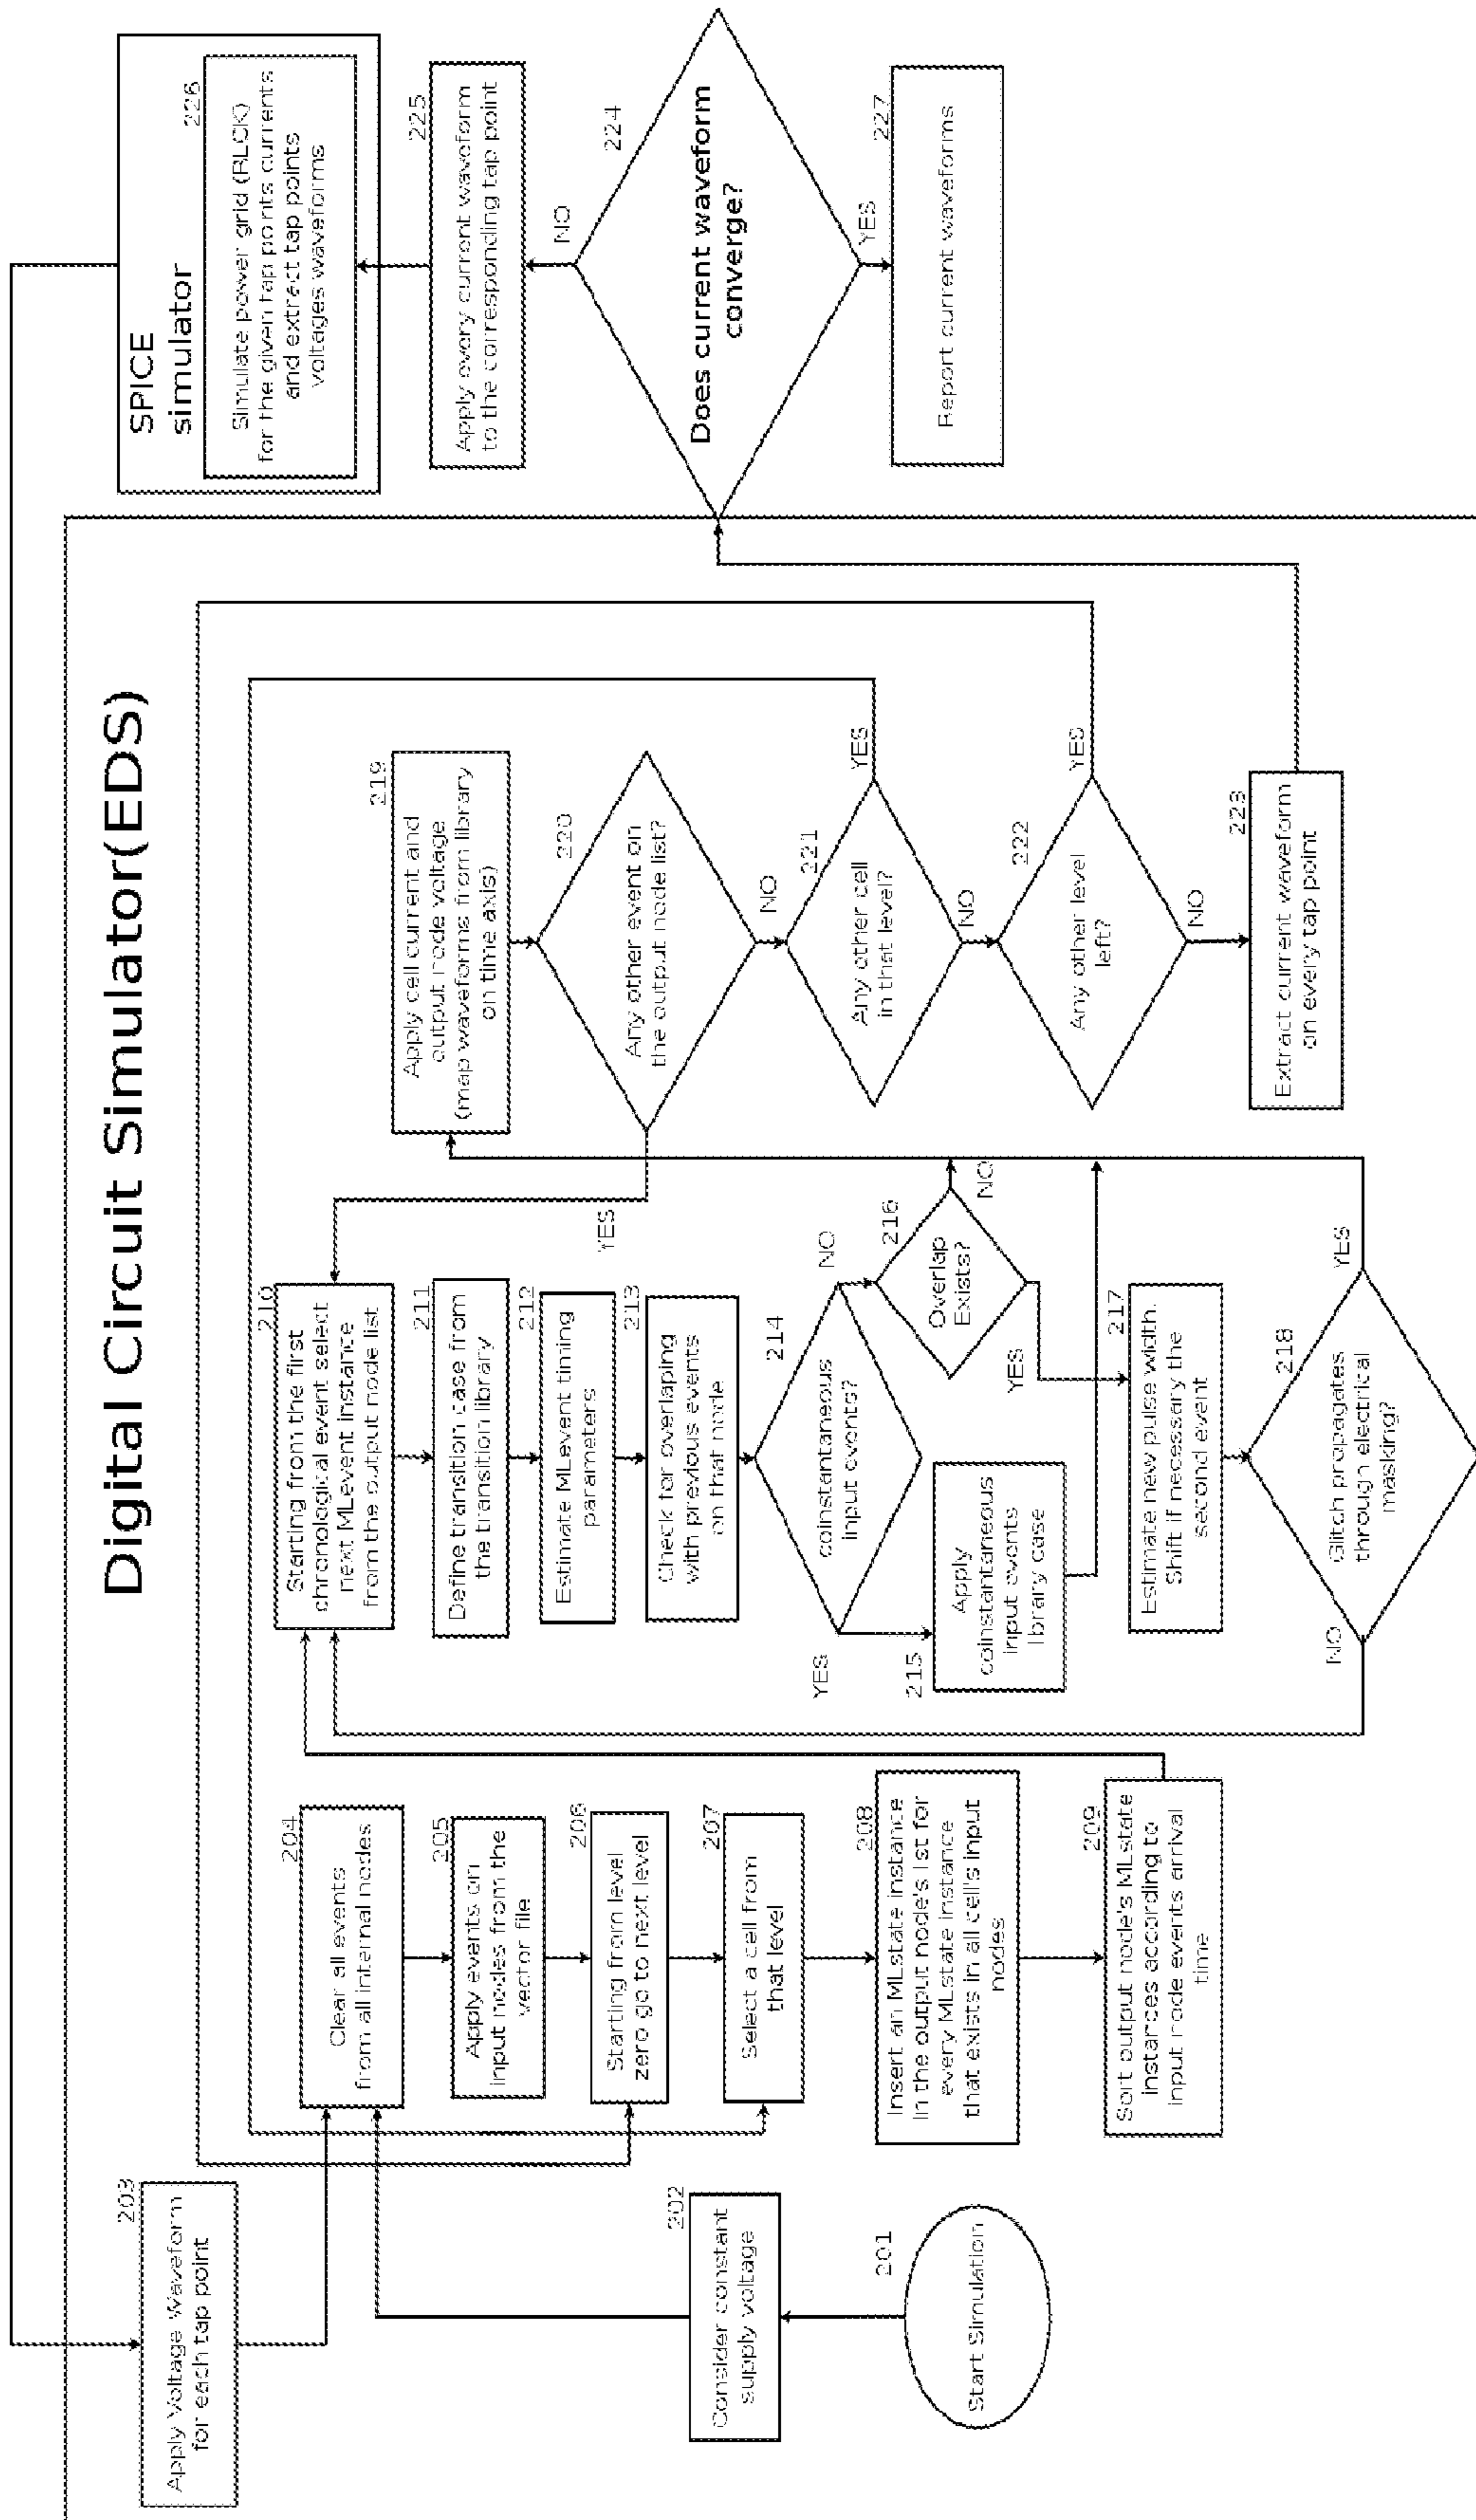 Digital Circuit Simulator(EDS)
201
Start Simulation
202
Consider constant
supply voltage
203
Apply Voltage Waveform
for each tap point
204
Clear all events
from all internal nodes
205
Apply events on
input nodes from the
vector file
206
Starting from level
zero go to next level
207
Select a cell from
that level
208
Insert an MLstate instance
In the output node's lst for
every MLstate instance
that exists in all cell's input
nodes
209
Sort output node's MLstate
instances according to
input node events arrival
time
210
Starting from the first
chronological event select
next MLevent instance
from the output node list
211
Define transition case from
the transition library
212
Estimate MLevent timing
parameters
213
Check for overlaping
with previous events
on that node
214
coinstantaneous
input events?
YES
NO
215
Apply
coinstantaneous
input events
library case
216
Overlap
Exists?
NO
YES
217
Estimate new pulse width.
Shift if necessary the
second event
218
Glitch propagates
through electrical
masking?
NO
YES
219
Apply cell current and
output node voltage
(map waveforms from library
on time axis)
220
Any other event on
the output node list?
YES
NO
221
Any other cell
in that level?
YES
NO
222
Any other level
left?
YES
NO
223
Extract current waveform
on every tap point
224
Does current waveform
converge?
NO
YES
225
Apply every current waveform
to the corresponding tap point
SPICE
simulator
226
Simulate power grid (RLCK)
for the given tap points currents
and extract tap points
voltages waveforms
227
Report current waveforms